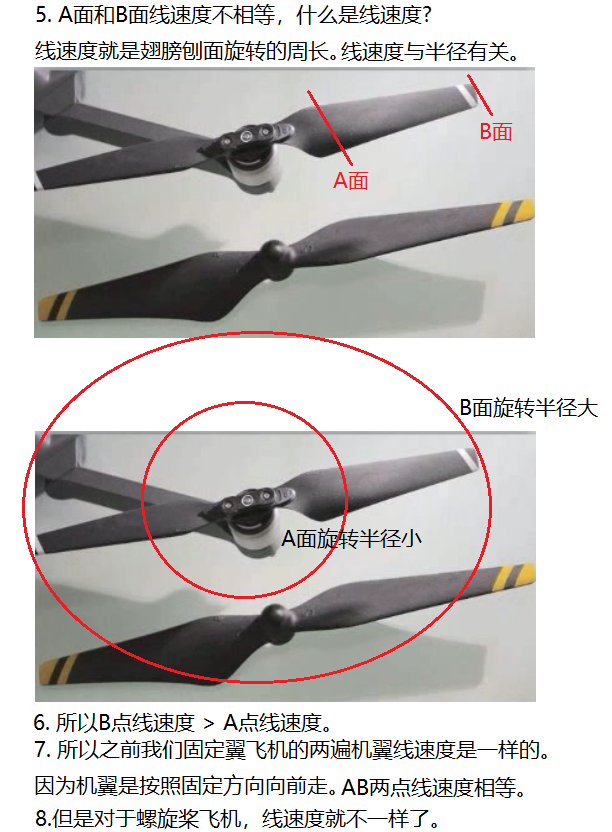 5. A面和B面线速度不相等，什么是线速度?
线速度就是翅膀刨面旋转的周长。线速度与半径有关。
B面
A面
B面旋转半径大
A面旋转半径小
6. 所以B点线速度 > A点线速度。
7. 所以之前我们固定翼飞机的两遍机翼线速度是一样的。
因为机翼是按照固定方向向前走。AB两点线速度相等。
8.但是对于螺旋桨飞机，线速度就不一样了。